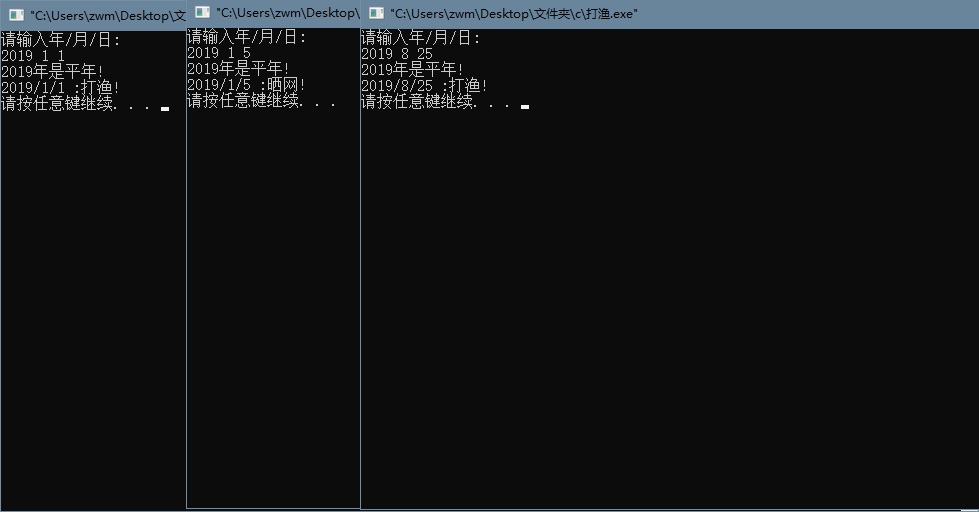 "C:\Users\zwm\Desktop\文
请输入年/月/日:
2019 1 1
2019年是平年!
2019/1/1 :打渔!
请按任意键继续. . .
"C:\Users\zwm\Desktop\
请输入年/月/日:
2019 1 5
2019年是平年!
2019/1/5 :晒网!
请按任意键继续. . .
"C:\Users\zwm\Desktop\文件夹\c\打渔.exe"
请输入年/月/日:
2019 8 25
2019年是平年!
2019/8/25 :打渔!
请按任意键继续. . .